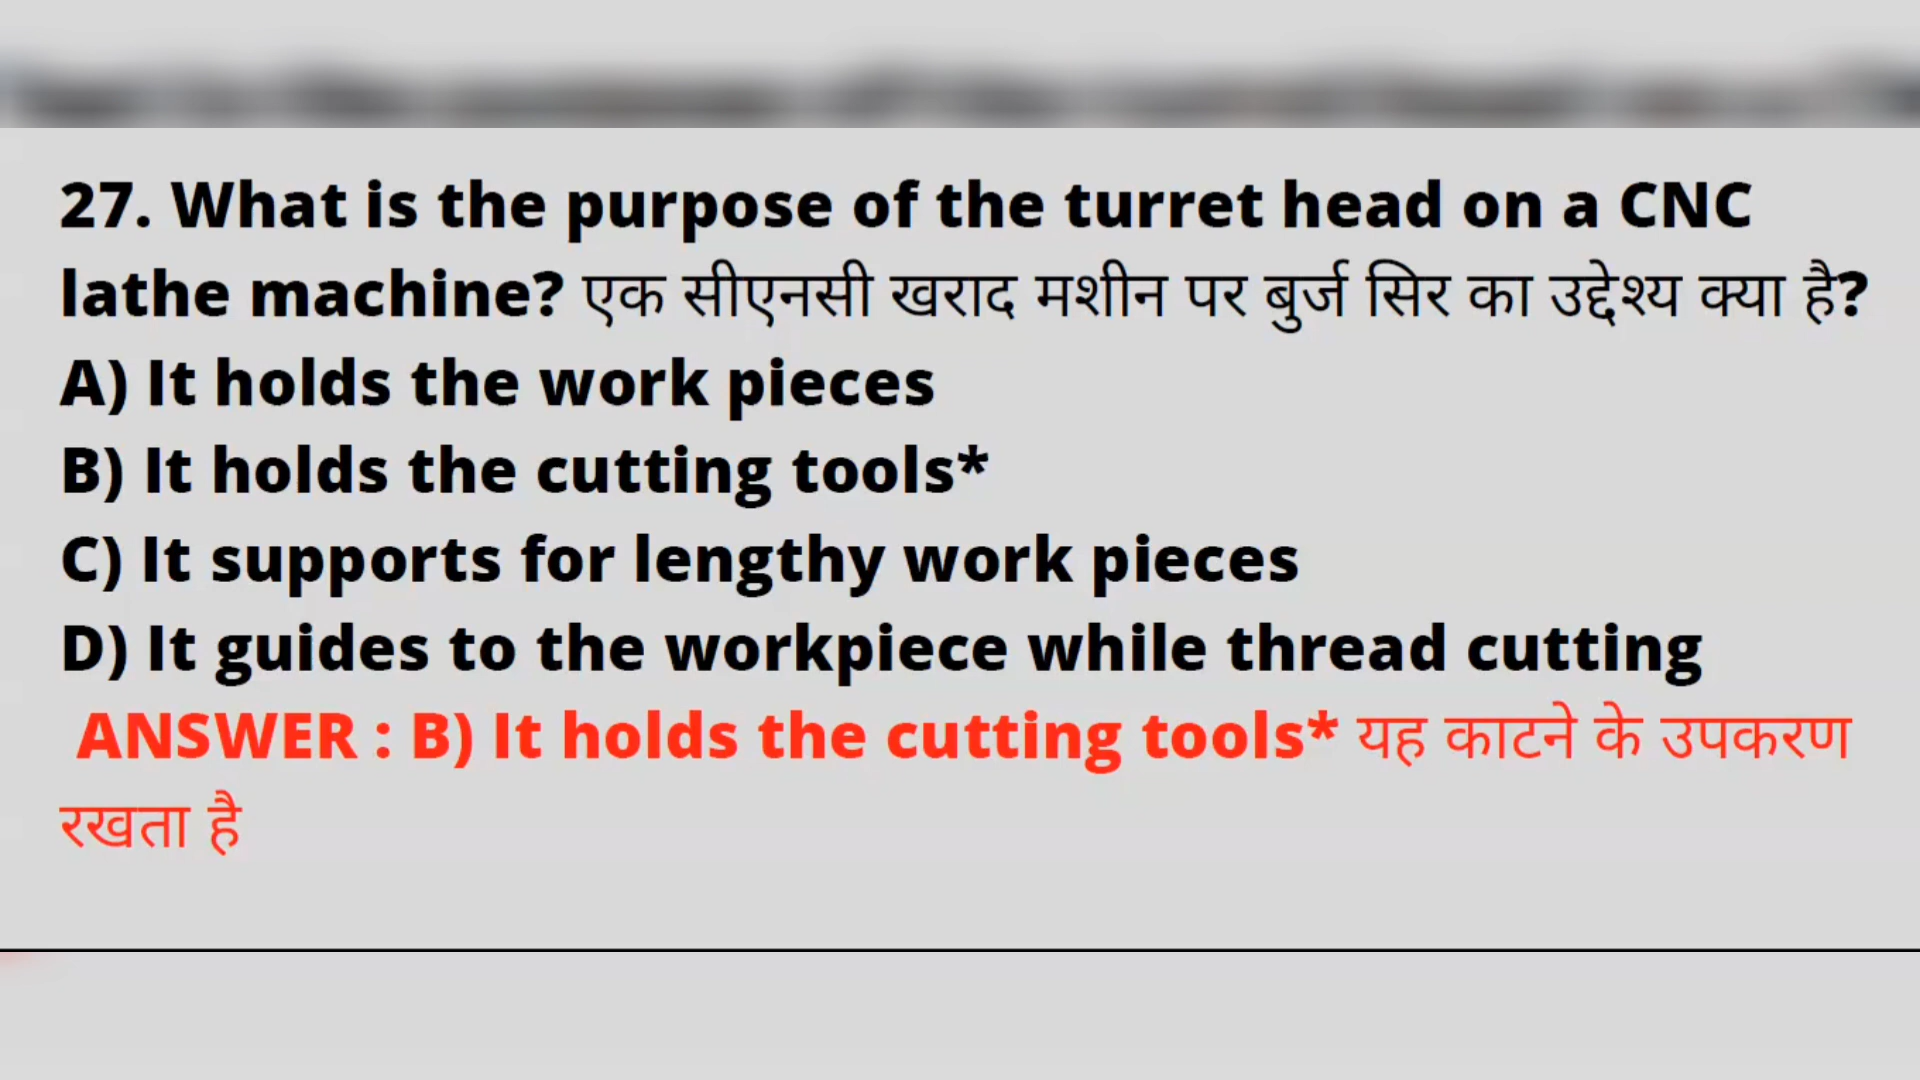 27. What is the purpose of the turret head on a CNC
lathe machine? एक सीएनसी खराद मशीन पर बुर्ज सिर का उद्देश्य क्या है?
A) It holds the work pieces
B) It holds the cutting tools*
C) It supports for lengthy work pieces
D) It guides to the workpiece while thread cutting
ANSWER : B) It holds the cutting tools* यह काटने के उपकरण
रखता है